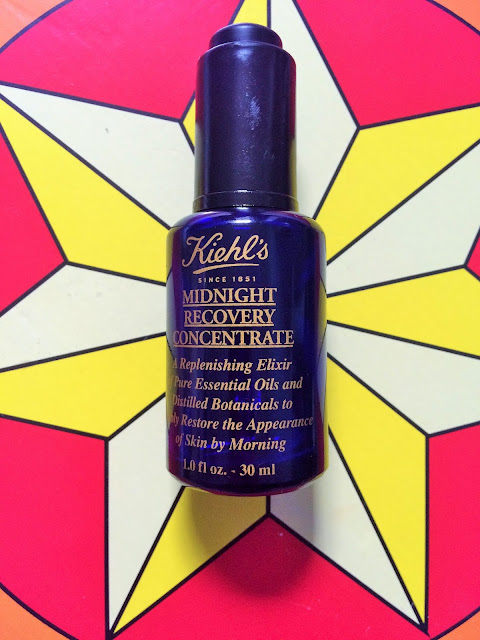 Kiehl's
SINCE 1851
MIDNIGHT
RECOVERY
CONCENTRATE
A Replenishing Elixir
Pure Essential Oils and
Distilled Botanicals to
Restore the Appearance
of Skin by Morning
1.0 fl oz. - 30 ml